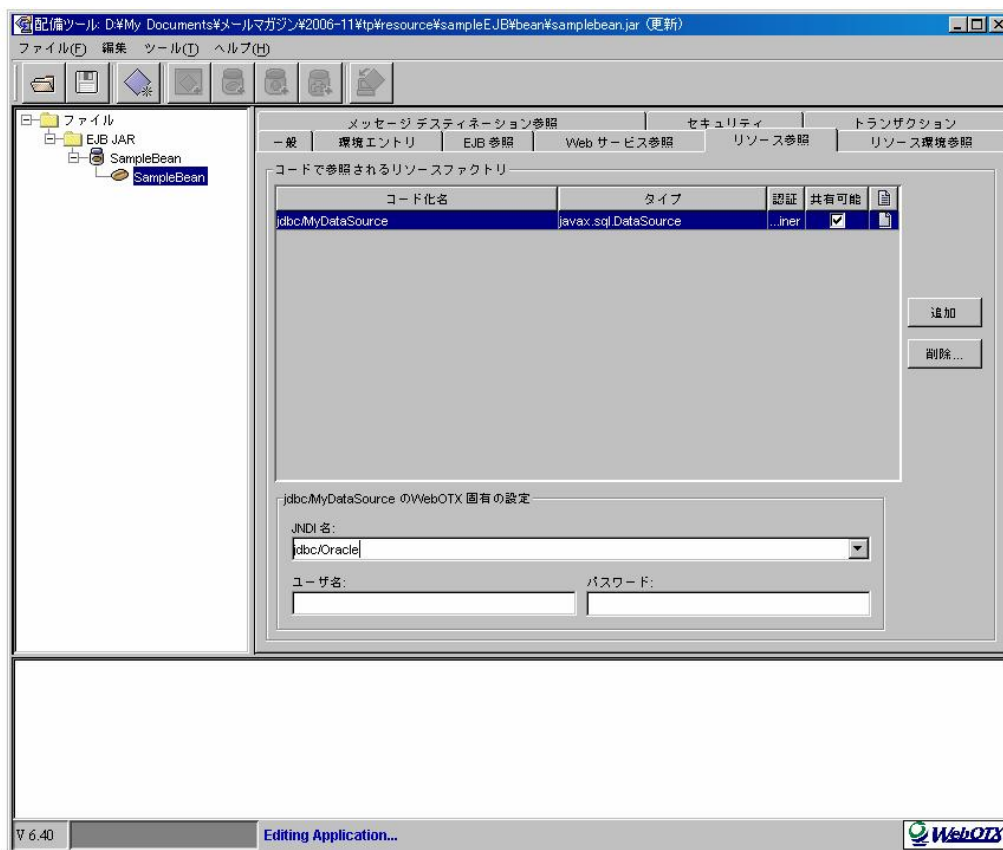 配備ツール: D:¥My Documents¥メールマガジン¥2006-11¥tp¥resource¥sampleEJB¥bean¥samplebean.jar (更新)
ファイル(F) 編集 ツール(T) ヘルプ(H)
ファイル
EJB JAR
SampleBean
SampleBean
メッセージ デスティネーション参照 セキュリティ トランザクション
一般 環境エントリ EJB 参照 Web サービス参照 リソース参照 リソース環境参照
コードで参照されるリソースファクトリ
コード化名 タイプ 認証 共有可能
jdbc/MyDataSource javax.sql.DataSource ...iner
追加
削除...
jdbc/MyDataSource のWebOTX 固有の設定
JNDI 名:
jdbc/Oracle
ユーザ名: パスワード:
V 6.40 Editing Application... WebOTX